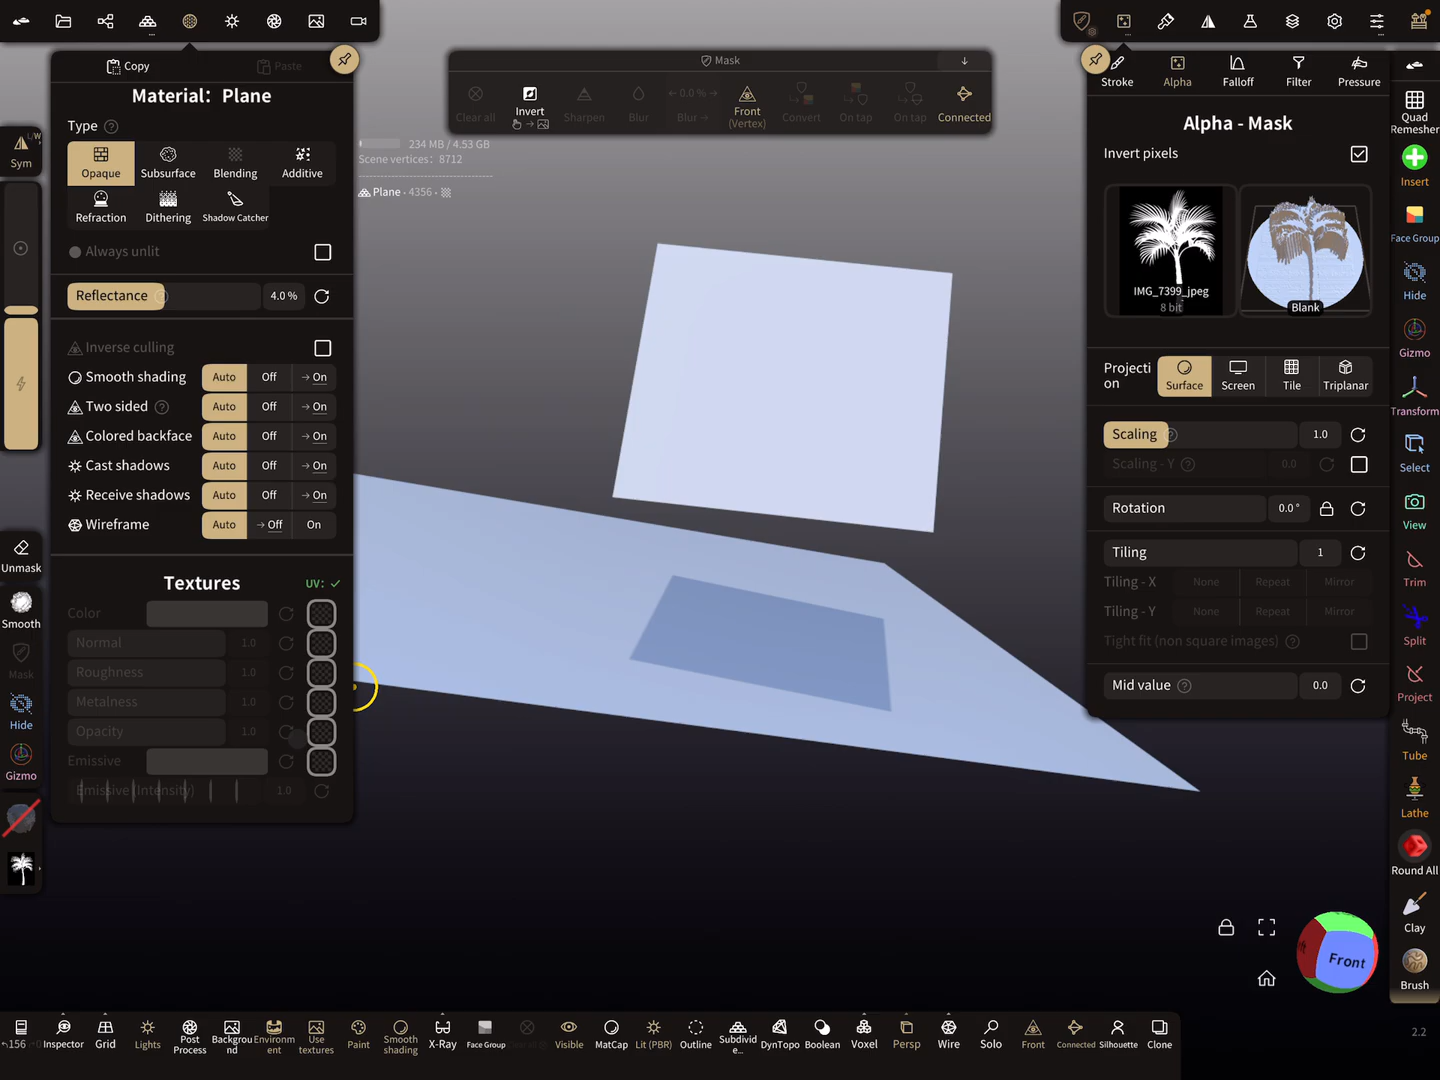 Copy
Paste
Material: Plane
Type
Opaque
Subsurface
Blending
Additive
Refraction
Dithering
Shadow Catcher
Always unlit
Reflectance
4.0 %
Inverse culling
Smooth shading
Auto
Off
→ On
Two sided
Auto
Off
→ On
Colored backface
Auto
Off
→ On
Cast shadows
Auto
Off
→ On
Receive shadows
Auto
Off
→ On
Wireframe
Auto
→ Off
On
Textures
UV: ✓
Color
Normal
1.0
Roughness
1.0
Metalness
1.0
Opacity
1.0
Emissive
Emissive (Intensity)
1.0
Sym
Unmask
Smooth
Mask
Hide
Gizmo
Mask
Clear all
Invert
Sharpen
Blur
← 0.0 % →
Blur →
Front
(Vertex)
Convert
On tap
On tap
Connected
234 MB / 4.53 GB
Scene vertices: 8712
Plane - 4356 -
Stroke
Alpha
Falloff
Filter
Pressure
Alpha - Mask
Invert pixels
IMG_7399_jpeg
8 bit
Blank
Projecti
on
Surface
Screen
Tile
Triplanar
Scaling
1.0
Scaling - Y
0.0
Rotation
0.0 °
Tiling
1
Tiling - X
None
Repeat
Mirror
Tiling - Y
None
Repeat
Mirror
Tight fit (non square images)
Mid value
0.0
Quad
Remesher
Insert
Face Group
Hide
Gizmo
Transform
Select
View
Trim
Split
Project
Tube
Lathe
Round All
Clay
Brush
Front
2.2
156
Inspector
Grid
Lights
Post
Process
Backgrou
nd
Environm
ent
Use
textures
Paint
Smooth
shading
X-Ray
Face Group
Visible
MatCap
Lit (PBR)
Outline
Subdivid
e...
DynTopo
Boolean
Voxel
Persp
Wire
Solo
Front
Connected
Silhouette
Clone